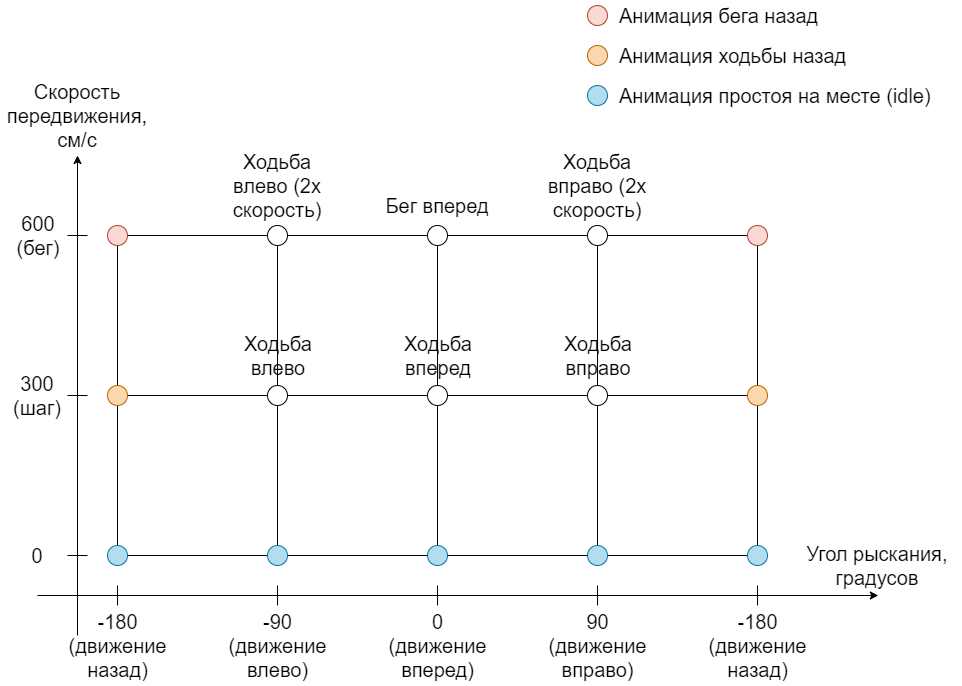 Анимация бега назад
Анимация ходьбы назад
Анимация простоя на месте (idle)
Скорость
передвижения,
см/с
Ходьба
влево (2х
скорость)
Бег вперед
Ходьба
вправо (2х
скорость)
600
(бег)
Ходьба
влево
Ходьба
вперед
Ходьба
вправо
300
(шаг)
0
Угол рыскания,
градусов
-180
(движение
назад)
-90
(движение
влево)
0
(движение
вперед)
90
(движение
вправо)
-180
(движение
назад)